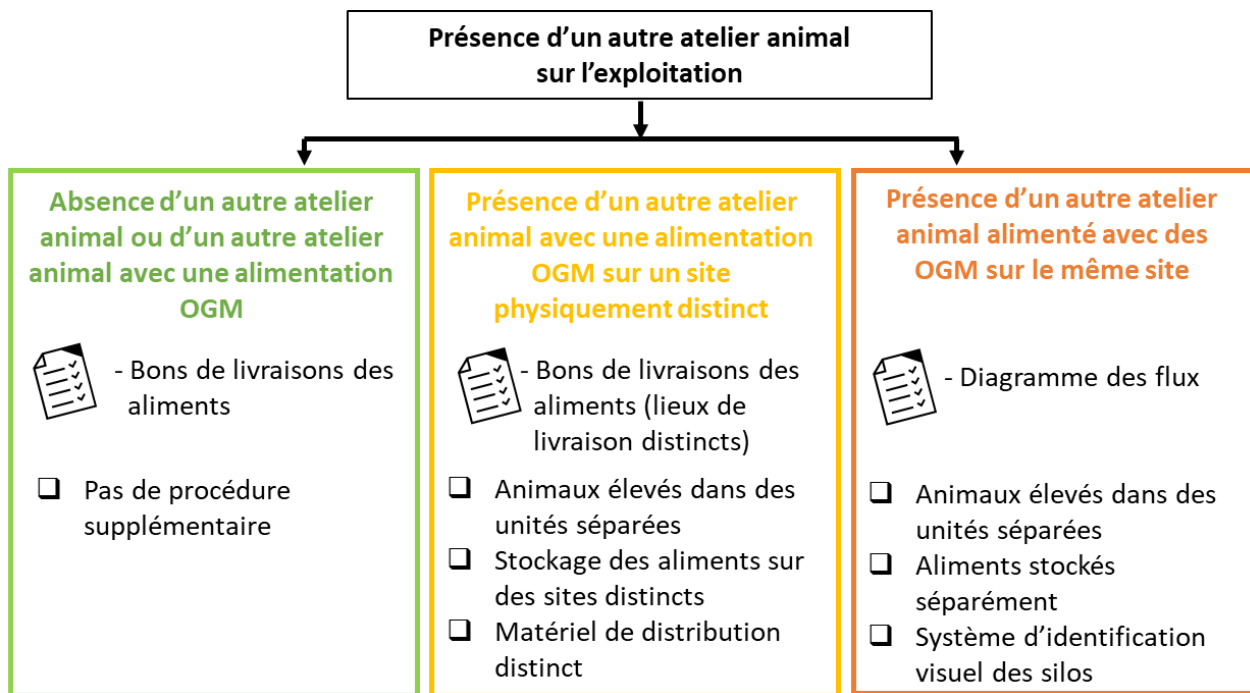 Présence d'un autre atelier animal
sur l'exploitation
Absence d'un autre atelier
animal ou d'un autre atelier
animal avec une alimentation
OGM
- Bons de livraisons des
aliments
❑ Pas de procédure
supplémentaire
Présence d'un autre atelier
animal avec une alimentation
OGM sur un site
physiquement distinct
- Bons de livraisons des
aliments (lieux de
livraison distincts)
❑ Animaux élevés dans des
unités séparées
❑ Stockage des aliments sur
des sites distincts
❑ Matériel de distribution
distinct
Présence d'un autre atelier
animal alimenté avec des
OGM sur le même site
- Diagramme des flux
❑ Animaux élevés dans des
unités séparées
❑ Aliments stockés
séparément
❑ Système d'identification
visuel des silos